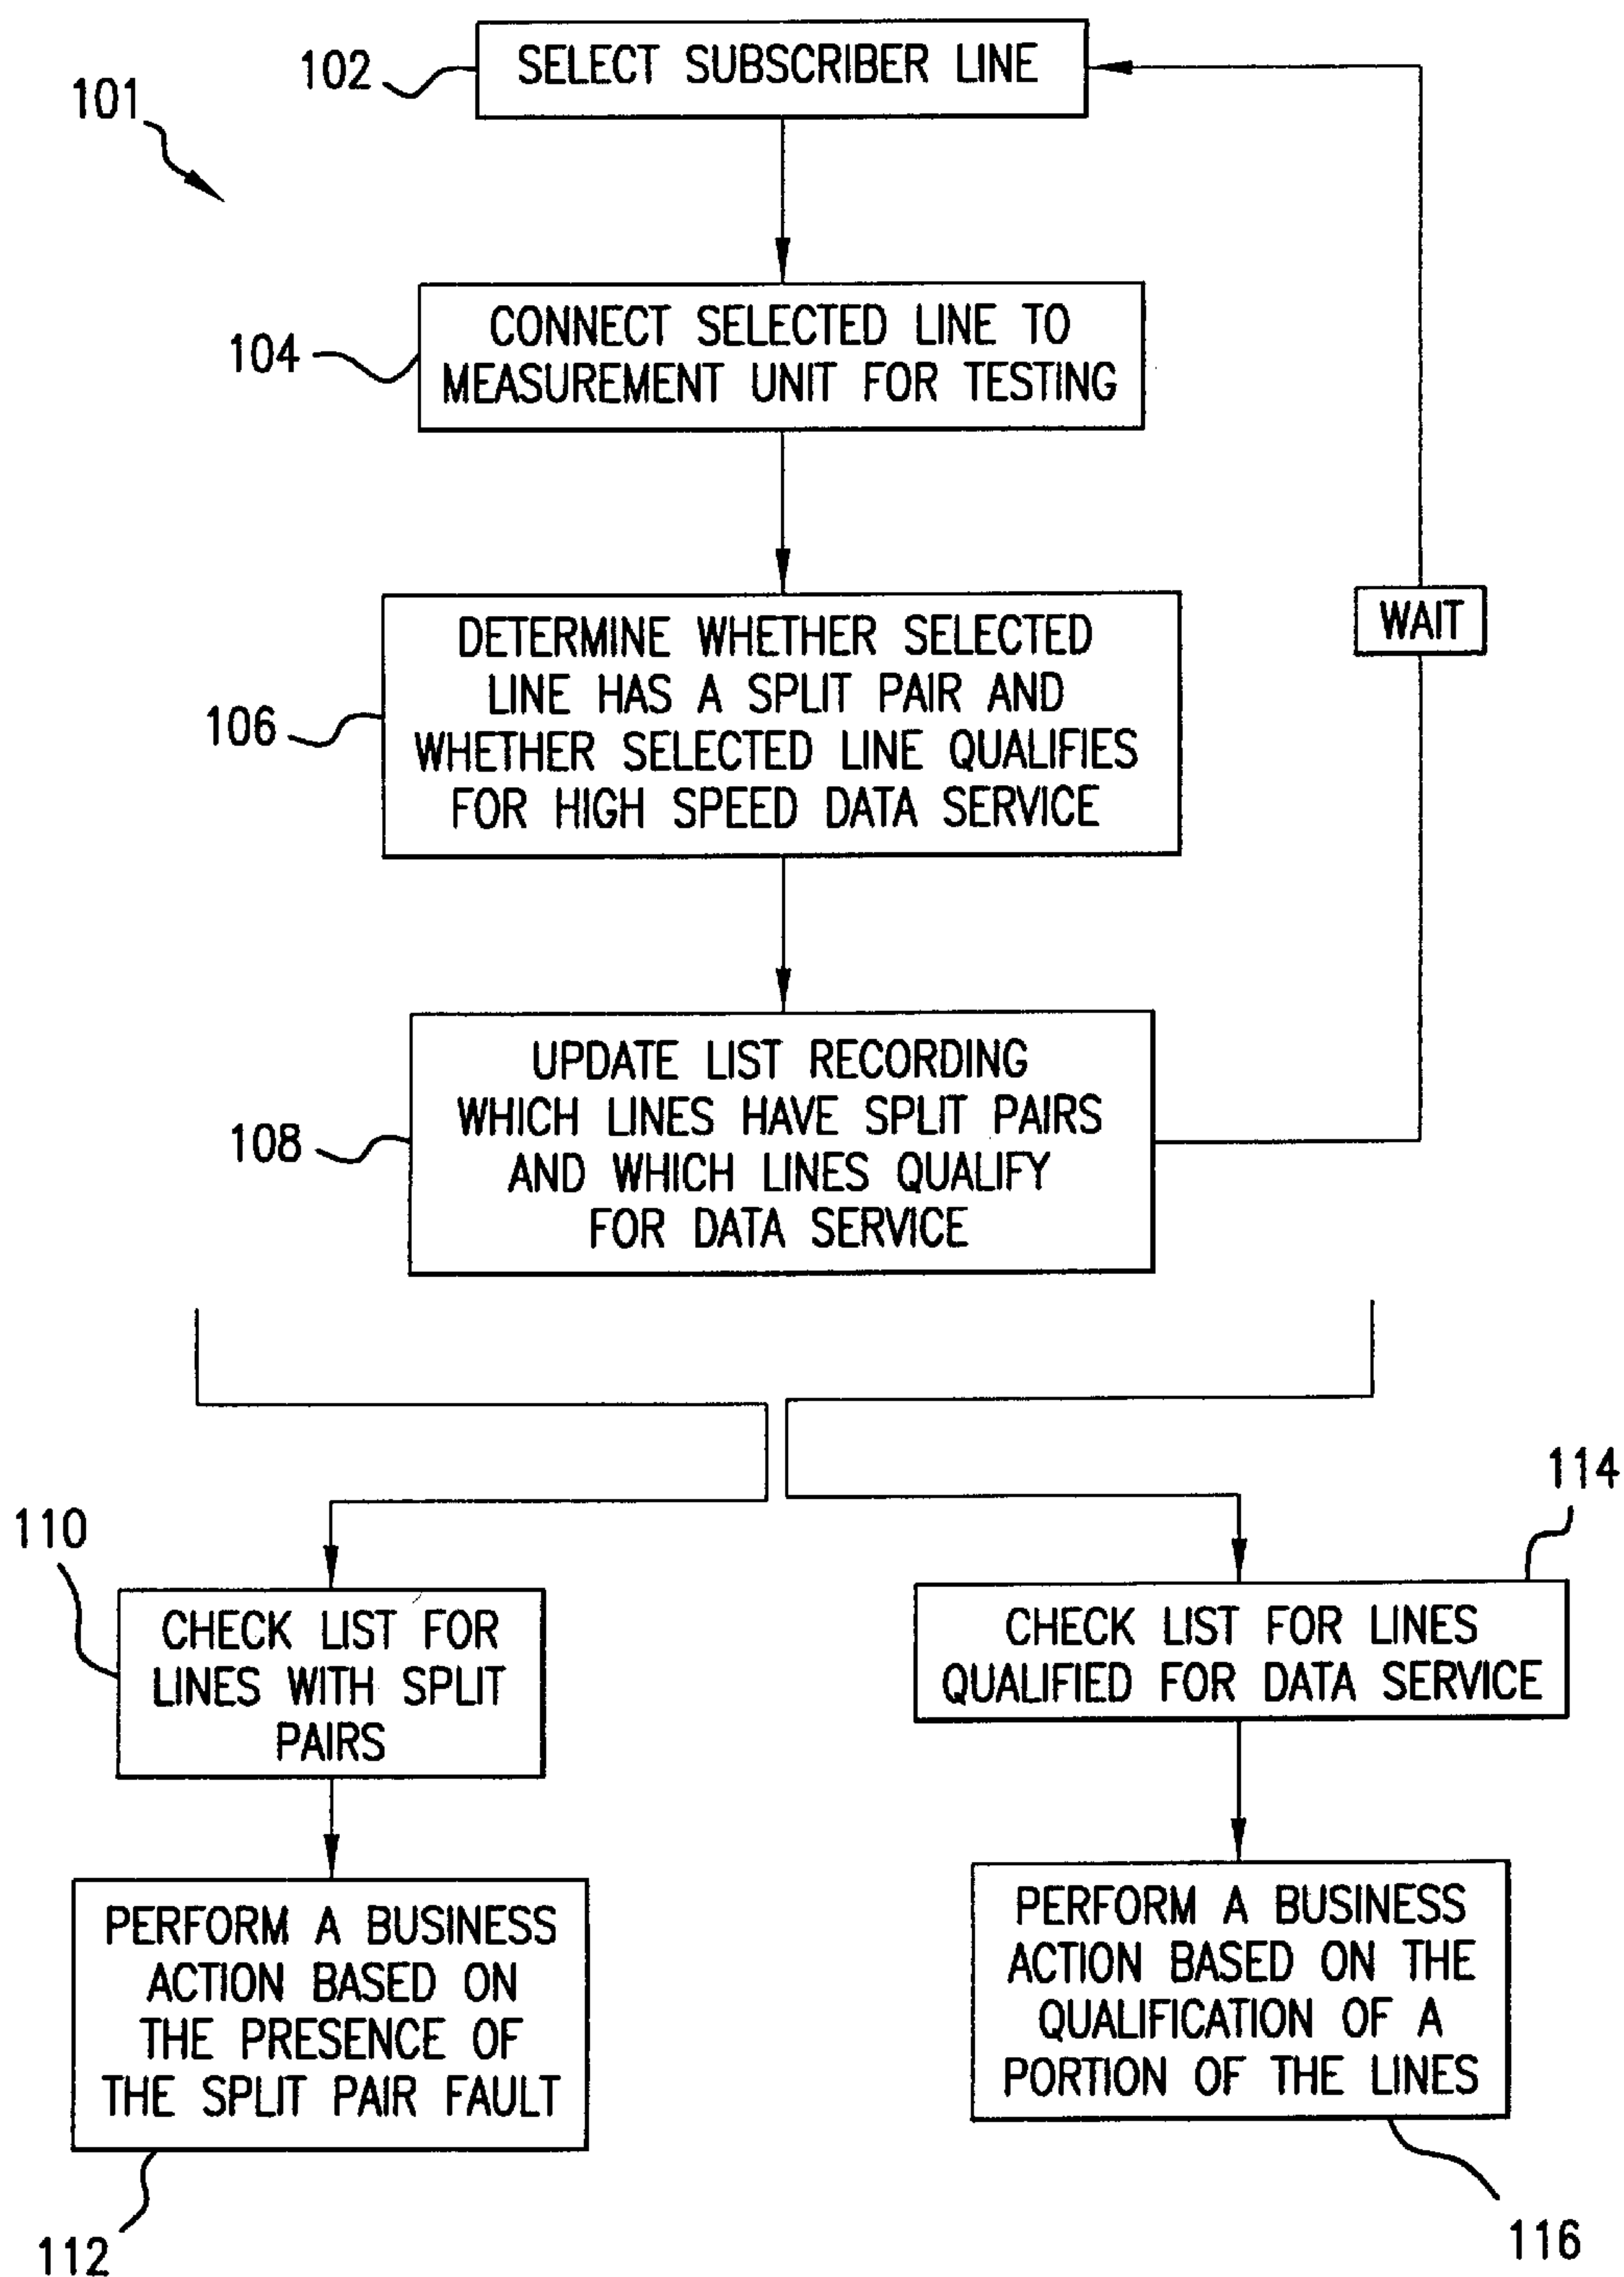 102
SELECT SUBSCRIBER LINE
101
104
CONNECT SELECTED LINE TO
MEASUREMENT UNIT FOR TESTING
106
DETERMINE WHETHER SELECTED
LINE HAS A SPLIT PAIR AND
WHETHER SELECTED LINE QUALIFIES
FOR HIGH SPEED DATA SERVICE
WAIT
108
UPDATE LIST RECORDING
WHICH LINES HAVE SPLIT PAIRS
AND WHICH LINES QUALIFY
FOR DATA SERVICE
110
CHECK LIST FOR
LINES WITH SPLIT
PAIRS
112
PERFORM A BUSINESS
ACTION BASED ON
THE PRESENCE OF
THE SPLIT PAIR FAULT
114
CHECK LIST FOR LINES
QUALIFIED FOR DATA SERVICE
PERFORM A BUSINESS
ACTION BASED ON THE
QUALIFICATION OF A
PORTION OF THE LINES
116